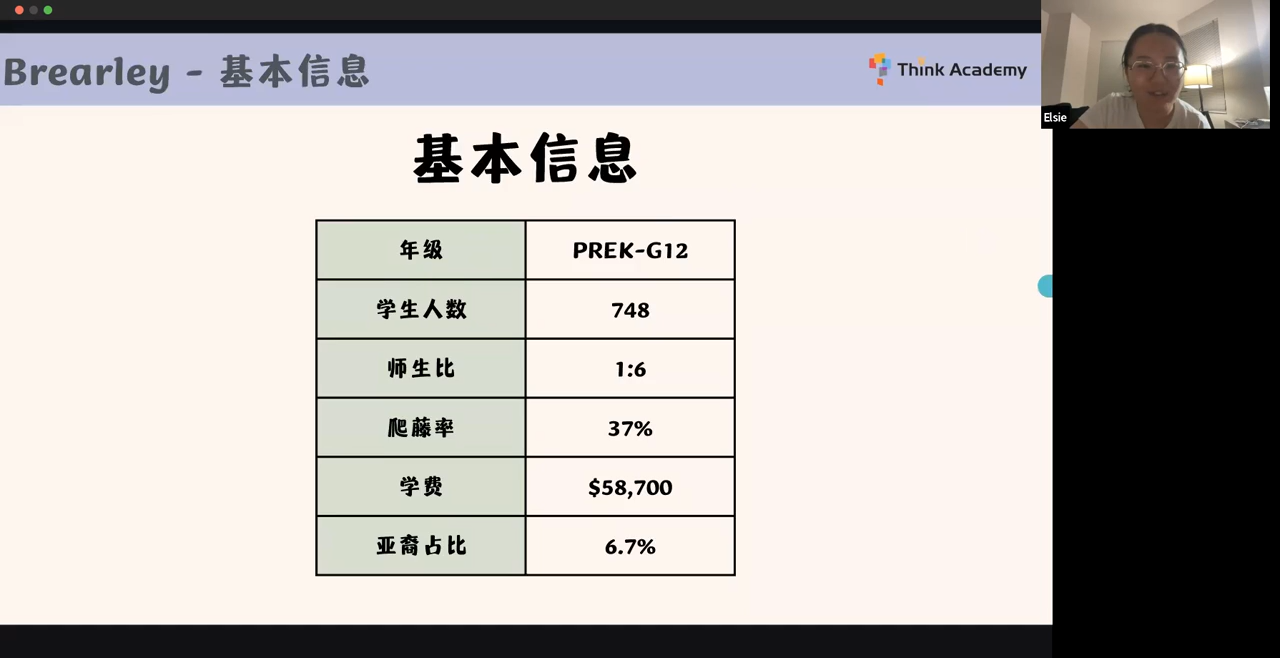 Brearley - 基本信息
Think Academy
Elsie
基本信息
年级 PREK-G12
学生人数 748
师生比 1:6
爬藤率 37%
学费 $58,700
亚裔占比 6.7%